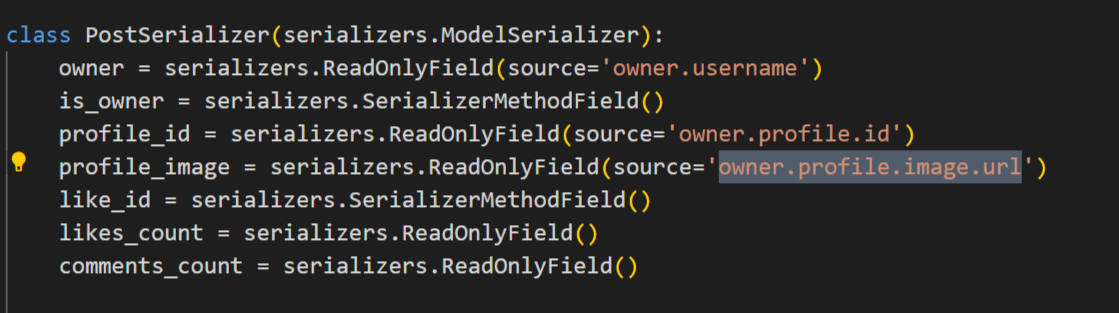 class PostSerializer(serializers.ModelSerializer):
    owner = serializers.ReadOnlyField(source='owner.username')
    is_owner = serializers.SerializerMethodField()
    profile_id = serializers.ReadOnlyField(source='owner.profile.id')
    profile_image = serializers.ReadOnlyField(source='owner.profile.image.url')
    like_id = serializers.SerializerMethodField()
    likes_count = serializers.ReadOnlyField()
    comments_count = serializers.ReadOnlyField()